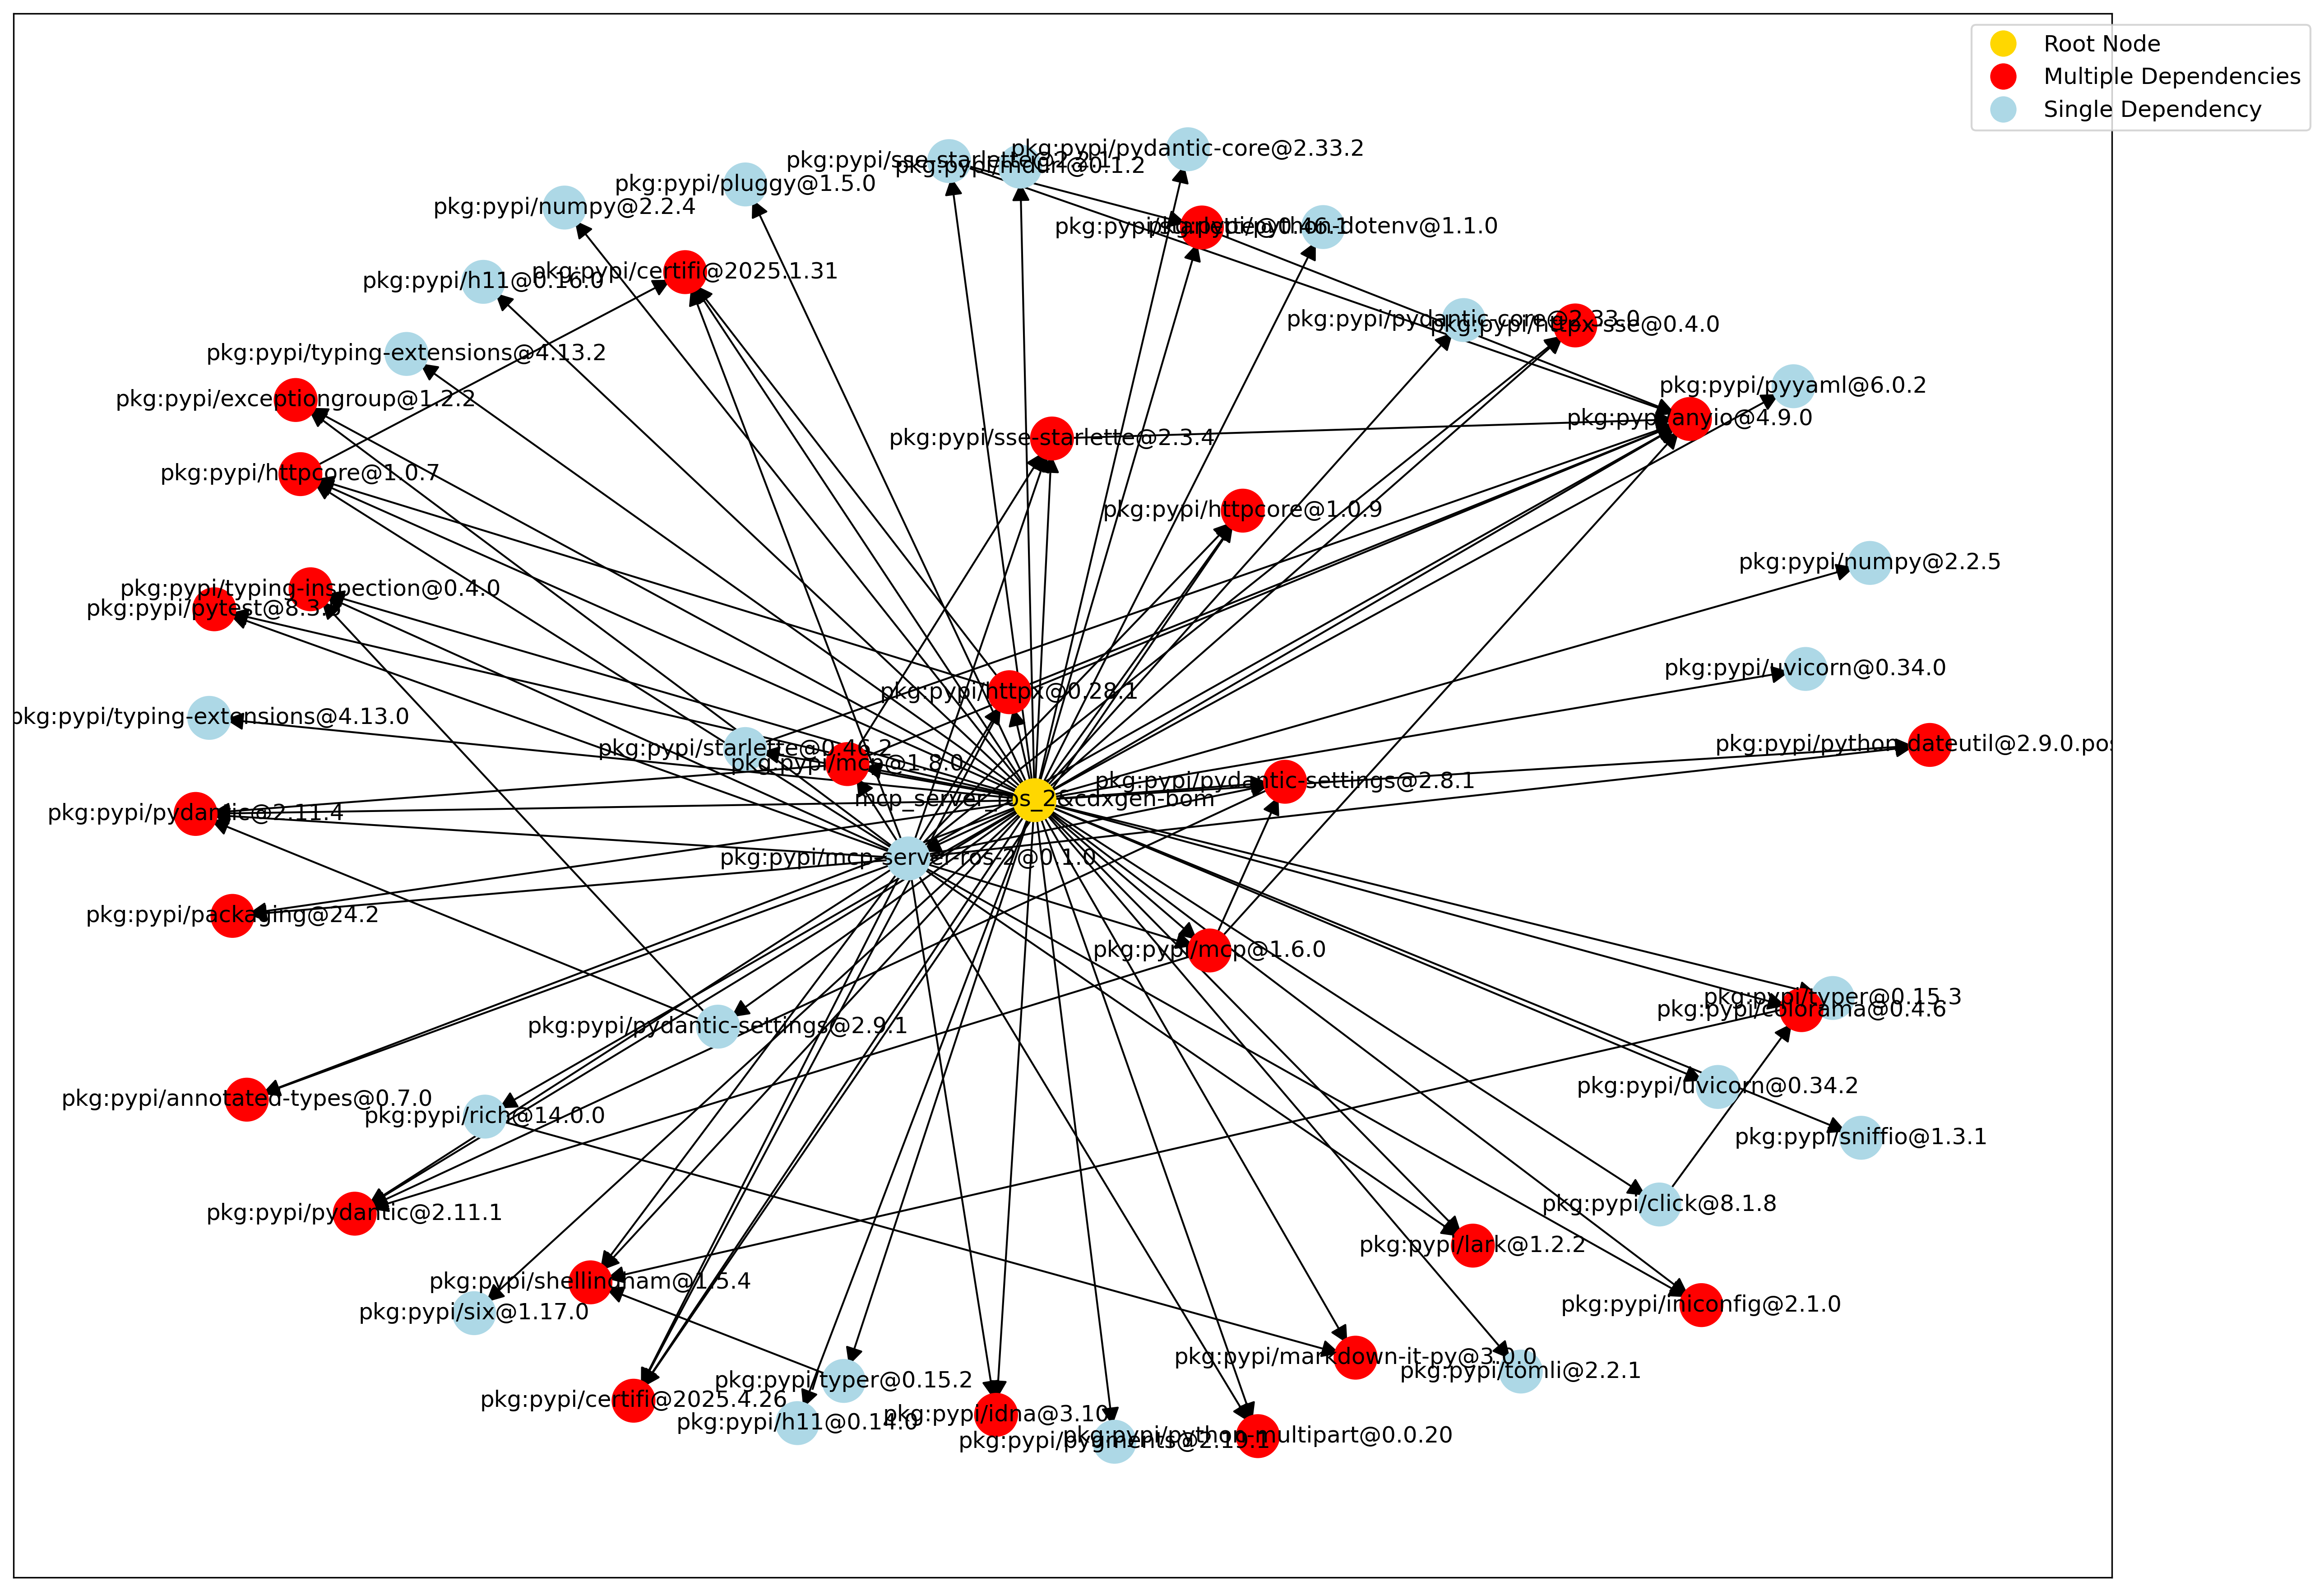 Root Node
Multiple Dependencies
Single Dependency
pkg:pypi/pydantic-core@2.33.2
pkg:pypi/sse-starlette@2.2.1
pkg:pypi/mdurl@0.1.2
pkg:pypi/pluggy@1.5.0
pkg:pypi/numpy@2.2.4
pkg:pypi/starlette@0.46.1
pkg:pypi/python-dotenv@1.1.0
pkg:pypi/certifi@2025.1.31
pkg:pypi/h11@0.16.0
pkg:pypi/pydantic-core@2.33.0
pkg:pypi/httpx-sse@0.4.0
pkg:pypi/typing-extensions@4.13.2
pkg:pypi/pyyaml@6.0.2
pkg:pypi/exceptiongroup@1.2.2
pkg:pypi/anyio@4.9.0
pkg:pypi/sse-starlette@2.3.4
pkg:pypi/httpcore@1.0.7
pkg:pypi/httpcore@1.0.9
pkg:pypi/numpy@2.2.5
pkg:pypi/typing-inspection@0.4.0
pkg:pypi/pytest@8.3.5
pkg:pypi/uvicorn@0.34.0
pkg:pypi/httpx@0.28.1
pkg:pypi/typing-extensions@4.13.0
pkg:pypi/python-dateutil@2.9.0.pos
pkg:pypi/starlette@0.46.2
pkg:pypi/mcp@1.8.0
pkg:pypi/pydantic-settings@2.8.1
mcp_server_ros_2&cdxgen-bom
pkg:pypi/pydantic@2.11.4
pkg:pypi/mcp-server-ros-2@0.1.0
pkg:pypi/packaging@24.2
pkg:pypi/mcp@1.6.0
pkg:pypi/typer@0.15.3
pkg:pypi/colorama@0.4.6
pkg:pypi/pydantic-settings@2.9.1
pkg:pypi/uvicorn@0.34.2
pkg:pypi/annotated-types@0.7.0
pkg:pypi/rich@14.0.0
pkg:pypi/sniffio@1.3.1
pkg:pypi/click@8.1.8
pkg:pypi/pydantic@2.11.1
pkg:pypi/lark@1.2.2
pkg:pypi/shellingham@1.5.4
pkg:pypi/iniconfig@2.1.0
pkg:pypi/six@1.17.0
pkg:pypi/markdown-it-py@3.0.0
pkg:pypi/tomli@2.2.1
pkg:pypi/typer@0.15.2
pkg:pypi/certifi@2025.4.26
pkg:pypi/idna@3.10
pkg:pypi/h11@0.14.0
pkg:pypi/python-multipart@0.0.20
pkg:pypi/pygments@2.19.1